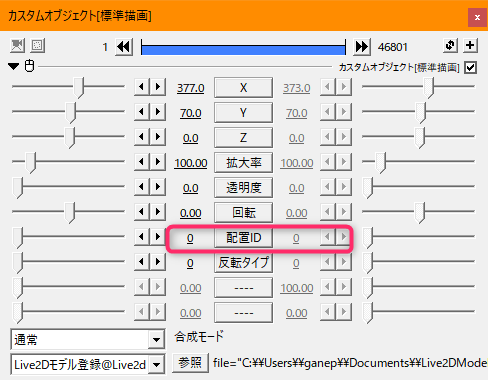 カスタムオブジェクト[標準描画]
1 46801
カスタムオブジェクト[標準描画]
377.0 X 373.0
70.0 Y 70.0
0.0 Z 0.0
100.00 拡大率 100.00
0.0 透明度 0.0
0.00 回転 0.00
0 配置ID 0
0 反転タイプ 0
0.00 ---- 100.00
0.00 ---- 0.00
通常 合成モード
Live2Dモデル登録@Live2d 参照 file="C:¥¥Users¥¥ganep¥¥Documents¥¥Live2DMode